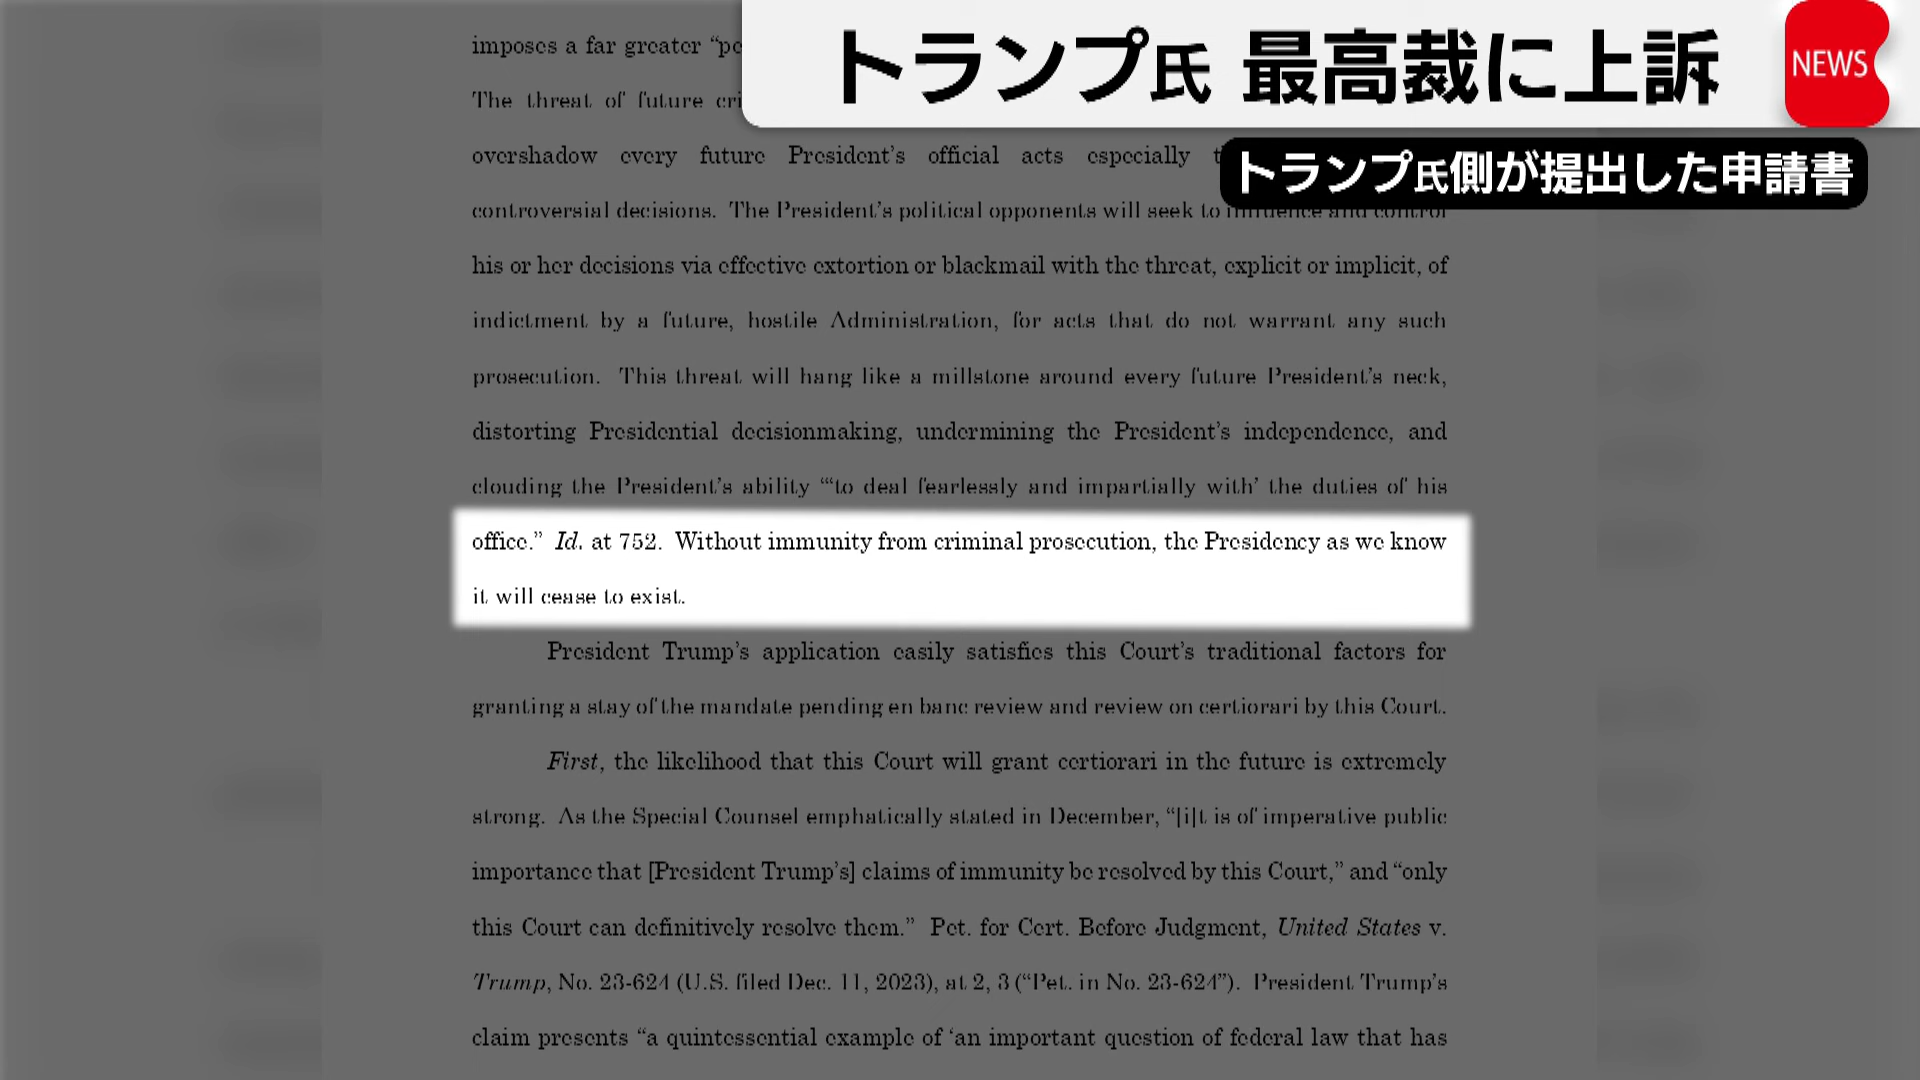 トランプ氏 最高裁に上訴
NEWS
トランプ氏側が提出した申請書
imposes a far greater
The threat of future
overshadow every future President's official acts especially
controversial decisions.  The President's political opponents will seek to influence and control
his or her decisions via effective extortion or blackmail with the threat, explicit or implicit, of
indictment by a future, hostile Administration, for acts that do not warrant any such
prosecution.  This threat will hang like a millstone around every future President's neck,
distorting Presidential decisionmaking, undermining the President's independence, and
clouding the President's ability “‘to deal fearlessly and impartially with’ the duties of his
office.”  Id. at 752.  Without immunity from criminal prosecution, the Presidency as we know
it will cease to exist.
President Trump's application easily satisfies this Court's traditional factors for
granting a stay of the mandate pending en banc review and review on certiorari by this Court.
First, the likelihood that this Court will grant certiorari in the future is extremely
strong.  As the Special Counsel emphatically stated in December, “[i]t is of imperative public
importance that [President Trump's] claims of immunity be resolved by this Court,” and “only
this Court can definitively resolve them.”  Pet. for Cert. Before Judgment, United States v.
Trump, No. 23-624 (U.S. filed Dec. 11, 2023), at 2, 3 (“Pet. in No. 23-624”).  President Trump's
claim presents “a quintessential example of ‘an important question of federal law that has